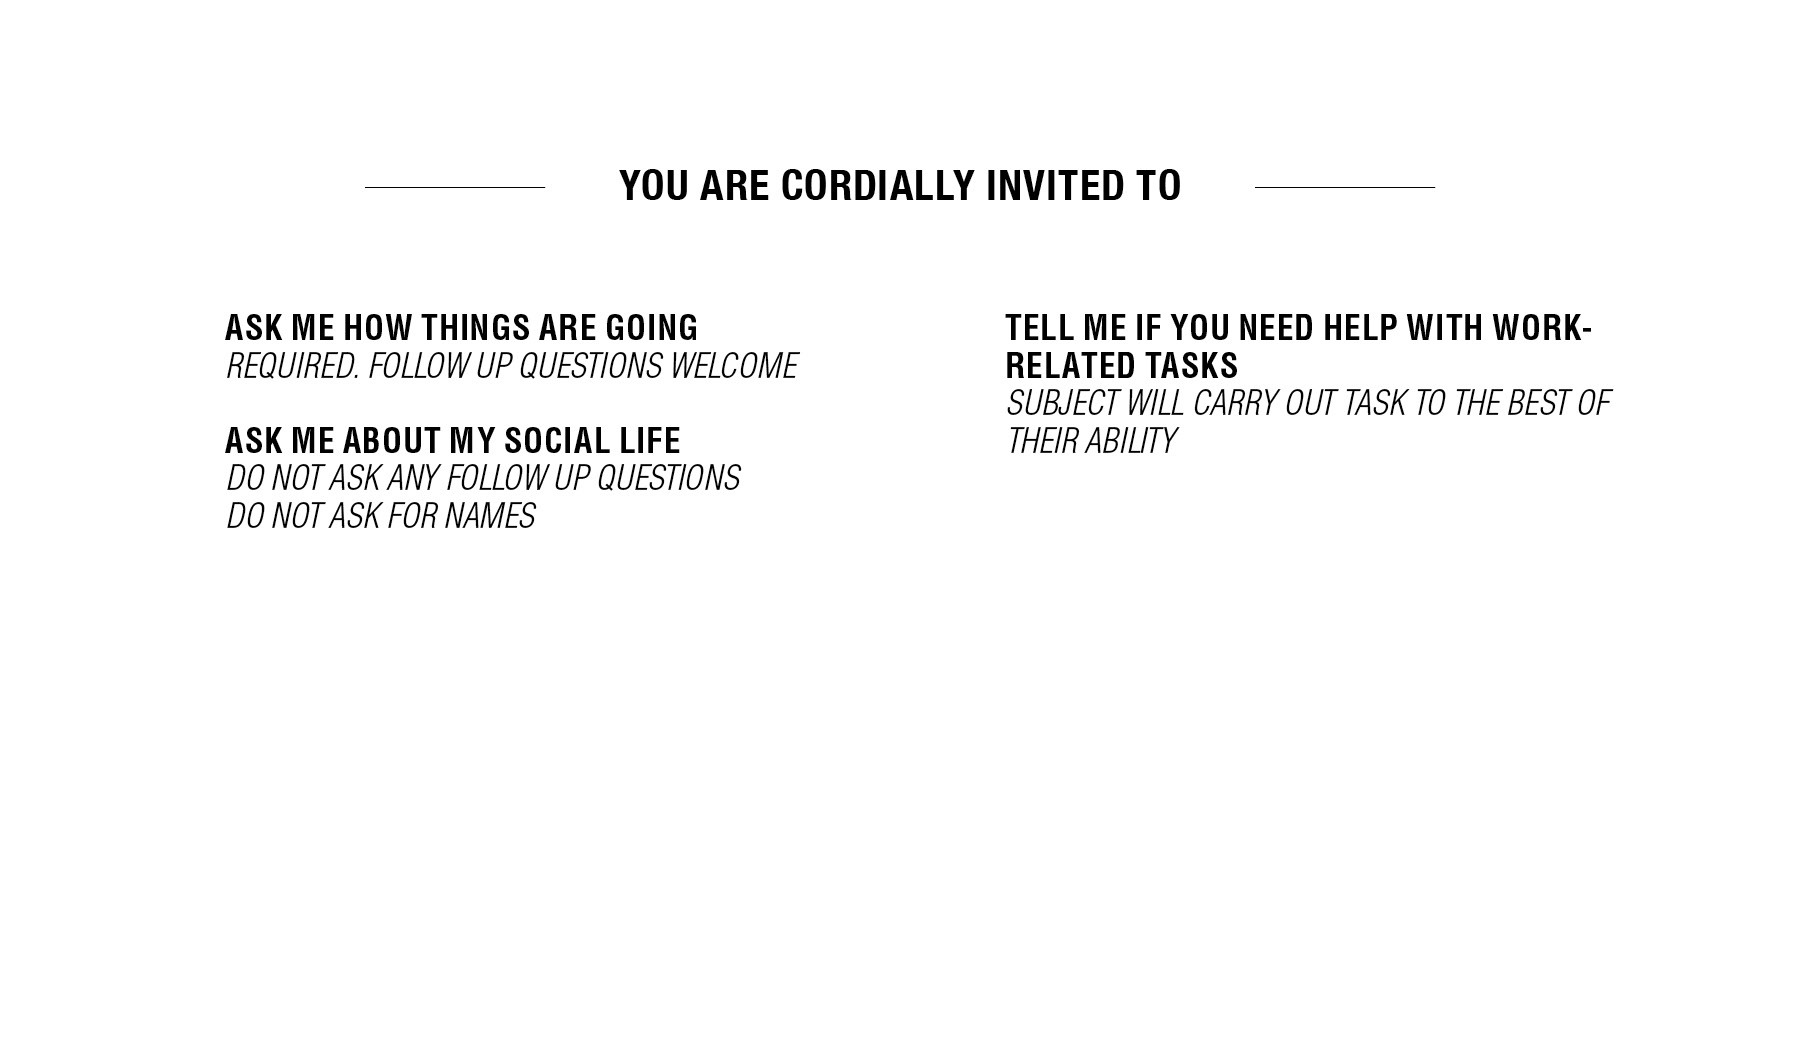 YOU ARE CORDIALLY INVITED TO
ASK ME HOW THINGS ARE GOING
REQUIRED. FOLLOW UP QUESTIONS WELCOME
ASK ME ABOUT MY SOCIAL LIFE
DO NOT ASK ANY FOLLOW UP QUESTIONS
DO NOT ASK FOR NAMES
TELL ME IF YOU NEED HELP WITH WORK-
RELATED TASKS
SUBJECT WILL CARRY OUT TASK TO THE BEST OF
THEIR ABILITY